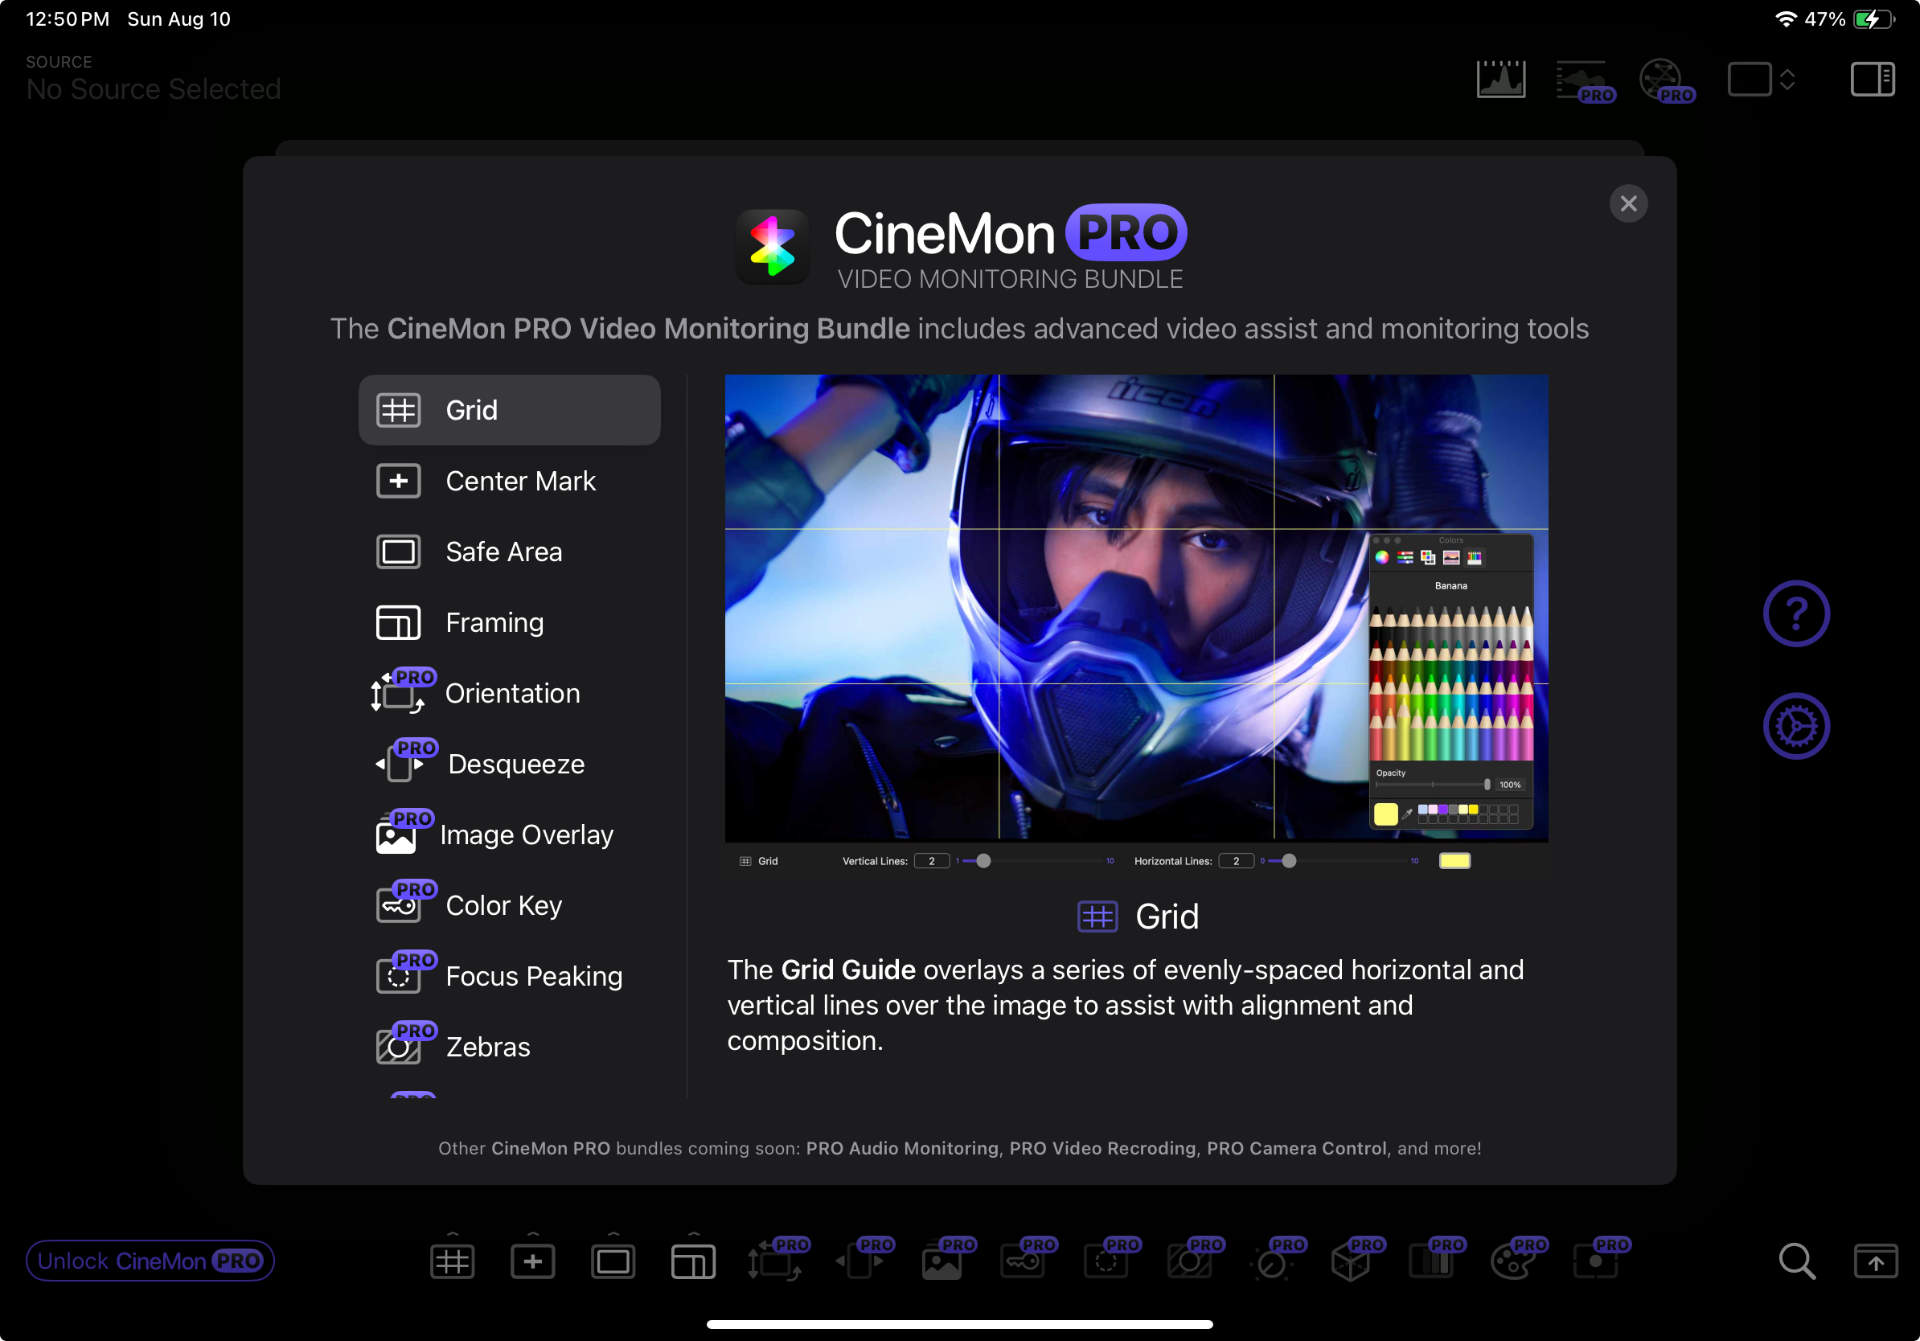 12:50 PM Sun Aug 10
47%
SOURCE
No Source Selected
PRO
PRO
CineMon PRO
VIDEO MONITORING BUNDLE
The CineMon PRO Video Monitoring Bundle includes advanced video assist and monitoring tools
Grid
Center Mark
Safe Area
Framing
PRO
Orientation
PRO
Desqueeze
PRO
Image Overlay
PRO
Color Key
PRO
Focus Peaking
PRO
Zebras
PRO
icon
Colors
Banana
Opacity
100%
Grid Vertical Lines: 2 1 10 Horizontal Lines: 2 0 10
Grid
The Grid Guide overlays a series of evenly-spaced horizontal and
vertical lines over the image to assist with alignment and
composition.
Other CineMon PRO bundles coming soon: PRO Audio Monitoring, PRO Video Recroding, PRO Camera Control, and more!
?
Unlock CineMon PRO
PRO PRO PRO PRO PRO PRO PRO PRO PRO PRO PRO